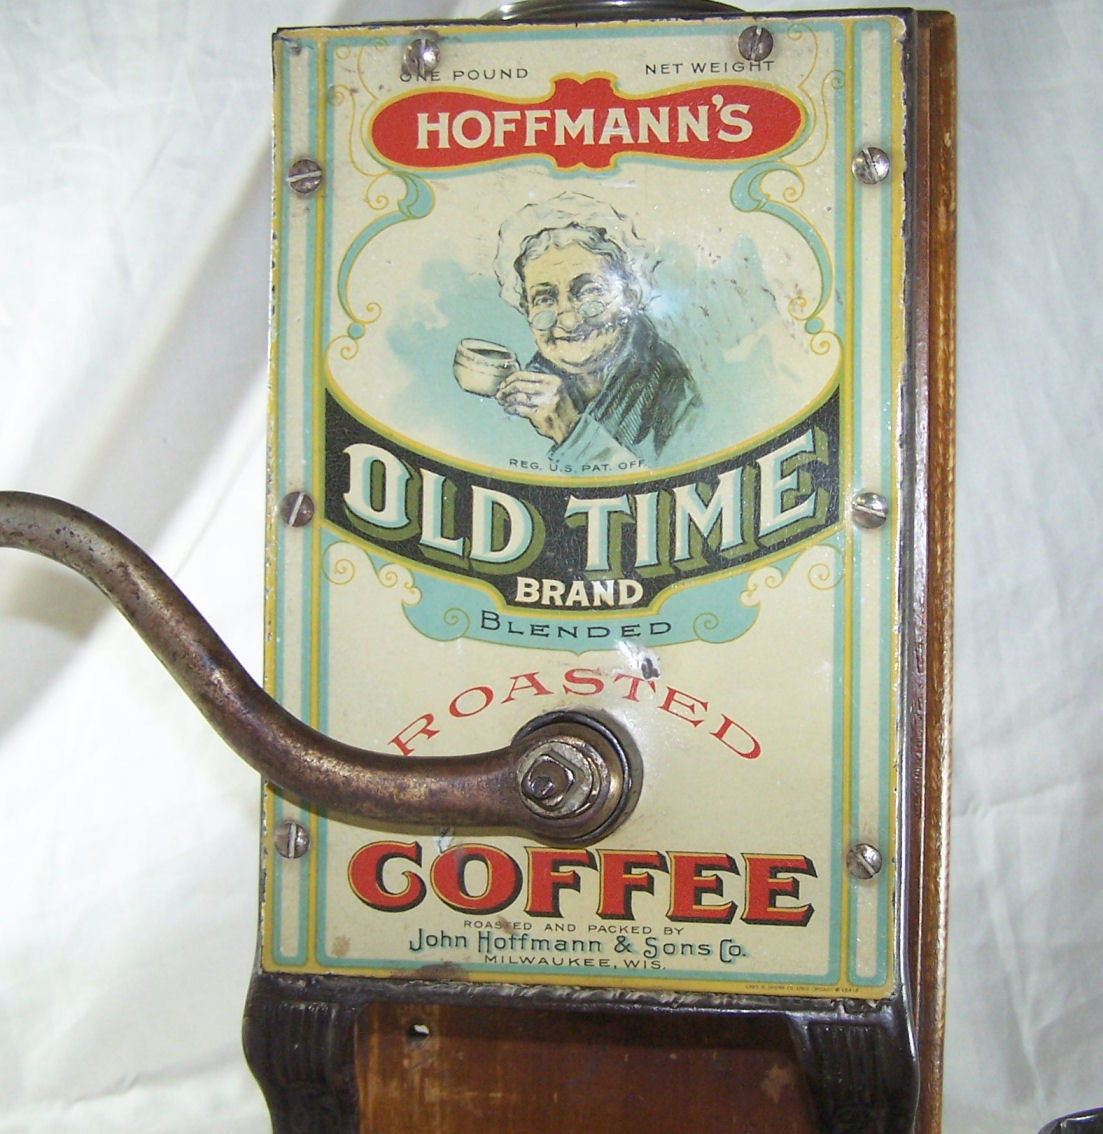 ONE POUND NET WEIGHT
HOFFMANN'S
REG. U.S. PAT. OFF.
OLD TIME
BRAND
BLENDED
ROASTED
COFFEE
ROASTED AND PACKED BY
John Hoffmann & Sons Co.
MILWAUKEE, WIS.